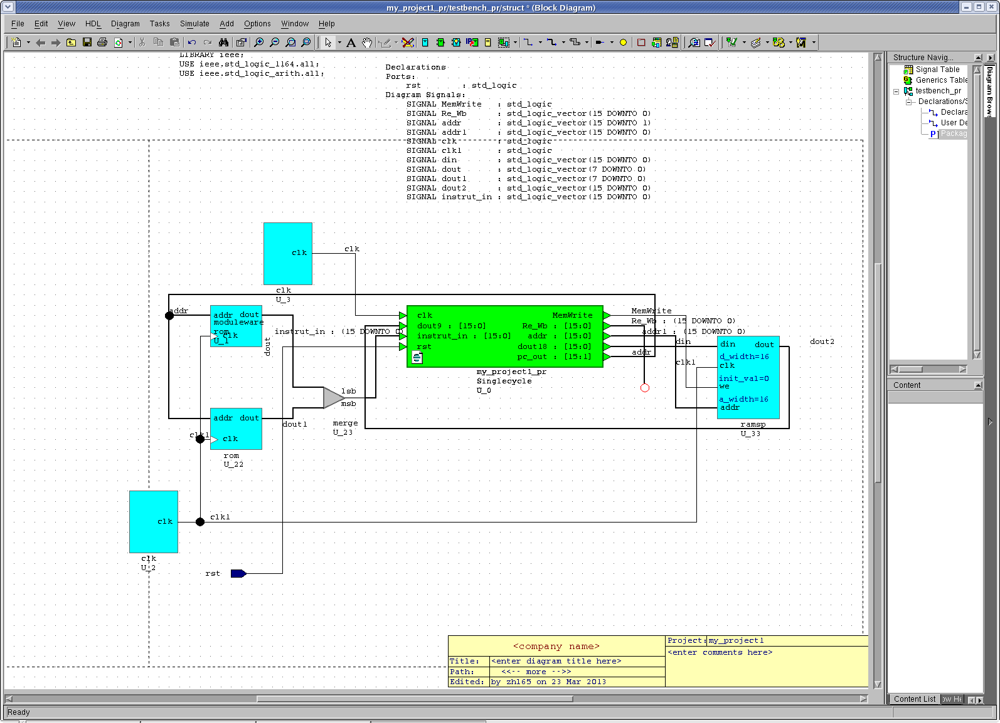 my_project1_pr/testbench_pr/struct * (Block Diagram)
File Edit View HDL Diagram Tasks Simulate Add Options Window Help
LIBRARY ieee;
USE ieee.std_logic_1164.all;
USE ieee.std_logic_arith.all;
Declarations
Ports:
rst : std_logic
Diagram Signals:
SIGNAL MemWrite : std_logic
SIGNAL Re_Wb : std_logic_vector(15 DOWNTO 0)
SIGNAL addr : std_logic_vector(15 DOWNTO 1)
SIGNAL addr1 : std_logic_vector(15 DOWNTO 0)
SIGNAL clk : std_logic
SIGNAL clk1 : std_logic
SIGNAL din : std_logic_vector(15 DOWNTO 0)
SIGNAL dout : std_logic_vector(7 DOWNTO 0)
SIGNAL dout1 : std_logic_vector(7 DOWNTO 0)
SIGNAL dout2 : std_logic_vector(15 DOWNTO 0)
SIGNAL instrut_in : std_logic_vector(15 DOWNTO 0)
clk
clk
clk
U_3
addr
addr dout
moduleware
rom
clk
U_1
dout
instrut_in : (15 DOWNTO 0)
clk MemWrite
dout9 : [15:0] Re_Wb : [15:0]
instrut_in : [15:0] addr : [15:0]
rst dout18 : [15:0]
pc_out : [15:1]
my_project1_pr
Singlecycle
U_0
MemWrite
Re_Wb : (15 DOWNTO 0)
addr1 : (15 DOWNTO 0)
din
addr
clk1
din dout
d_width=16
clk
init_val=0
we
a_width=16
addr
ramsp
U_33
dout2
lsb
msb
merge
U_23
addr dout
clk
dout1
clk1
rom
U_22
clk
clk1
clk
U_2
rst
<company name>
Title: <enter diagram title here>
Path: <<-- more -->>
Edited: by zhl65 on 23 Mar 2013
Project: my_project1
<enter comments here>
Structure Navig...
Signal Table
Generics Table
testbench_pr
Declarations/S
Declara
User De
Packag
Diagram Brows
Content
Content List
Ready